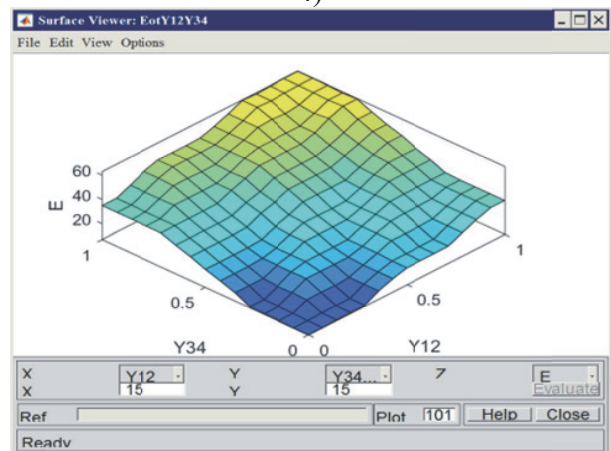 Surface Viewer: EotY12Y34
File Edit View Options
60
40
20
E
1
0.5
0
Y34
0
0.5
1
Y12
X Y12 Y Y34... Z E
X 15 Y 15 Evaluate
Ref Plot 101 Help Close
Ready